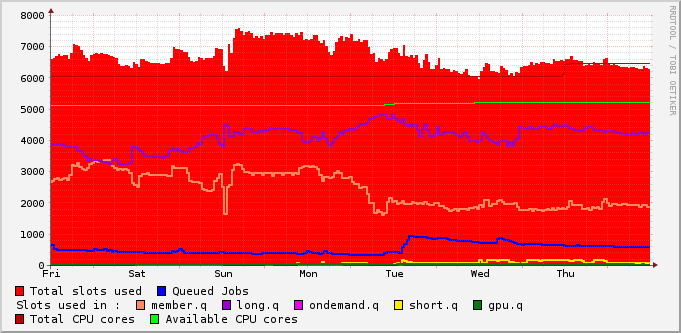 RRDTOOL / TOBI OETIKER
8000
7000
6000
5000
4000
3000
2000
1000
0
Fri Sat Sun Mon Tue Wed Thu
Total slots used Queued Jobs
Slots used in : member.q long.q ondemand.q short.q gpu.q
Total CPU cores Available CPU cores